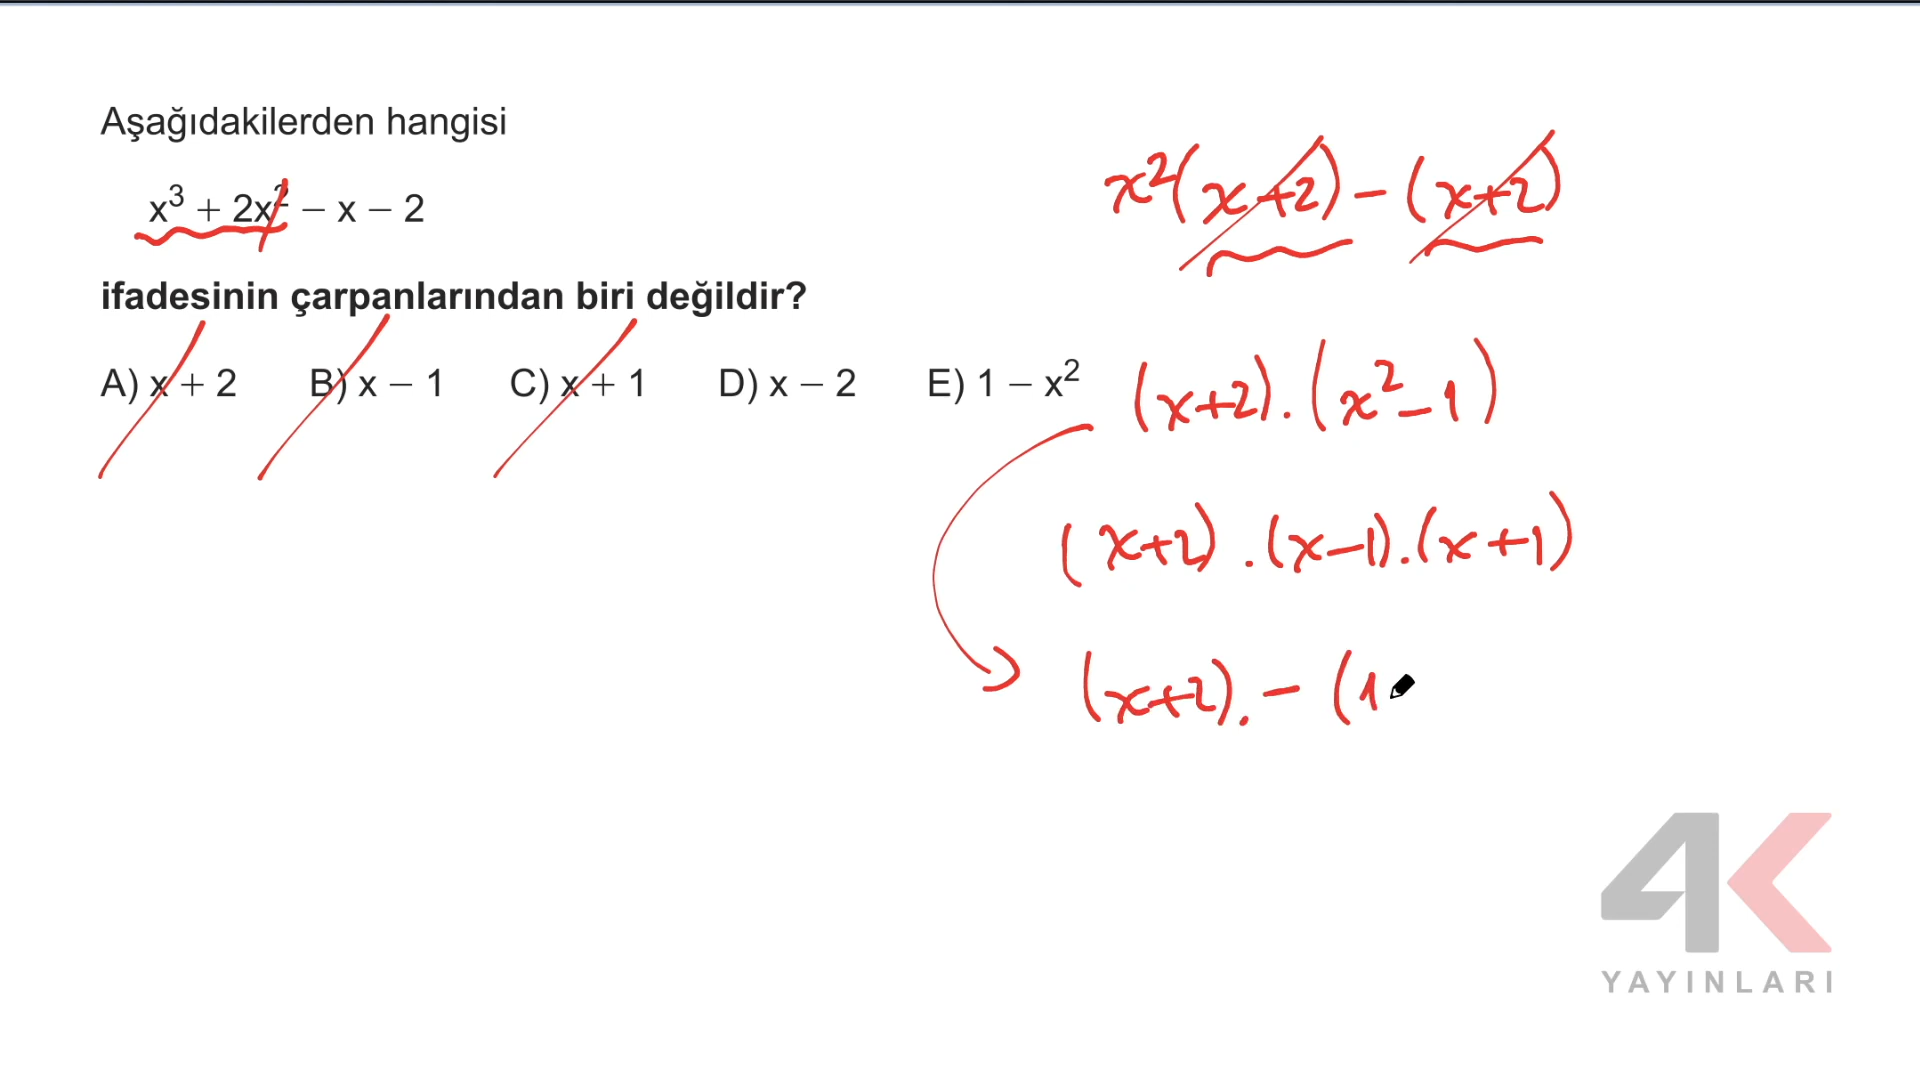 Aşağıdakilerden hangisi
x³ + 2x² – x – 2
ifadesinin çarpanlarından biri değildir?
A) x + 2 B) x – 1 C) x + 1 D) x – 2 E) 1 – x²
x²(x+2) – (x+2)
(x+2).(x²–1)
(x+2).(x–1).(x+1)
(x+2).–(1
4K
YAYINLARI